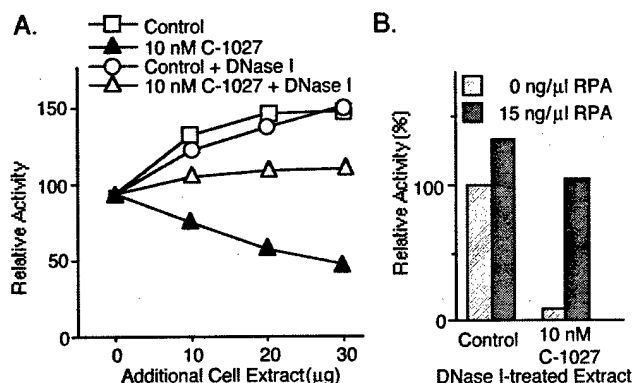 A.
Control
10 nM C-1027
Control + DNase I
10 nM C-1027 + DNase I
Relative Activity
150
100
50
0
0 10 20 30
Additional Cell Extract(μg)
B.
0 ng/μl RPA
15 ng/μl RPA
Relative Activity(%)
100
0
Control
10 nM
C-1027
DNase I-treated Extract